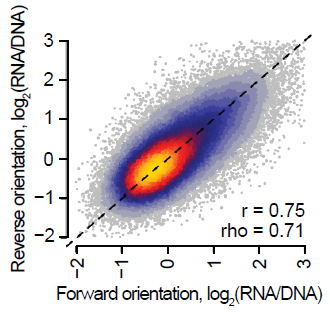 Reverse orientation, log₂(RNA/DNA)
3
2
1
0
−1
−2
r = 0.75
rho = 0.71
−2 −1 0 1 2 3
Forward orientation, log₂(RNA/DNA)